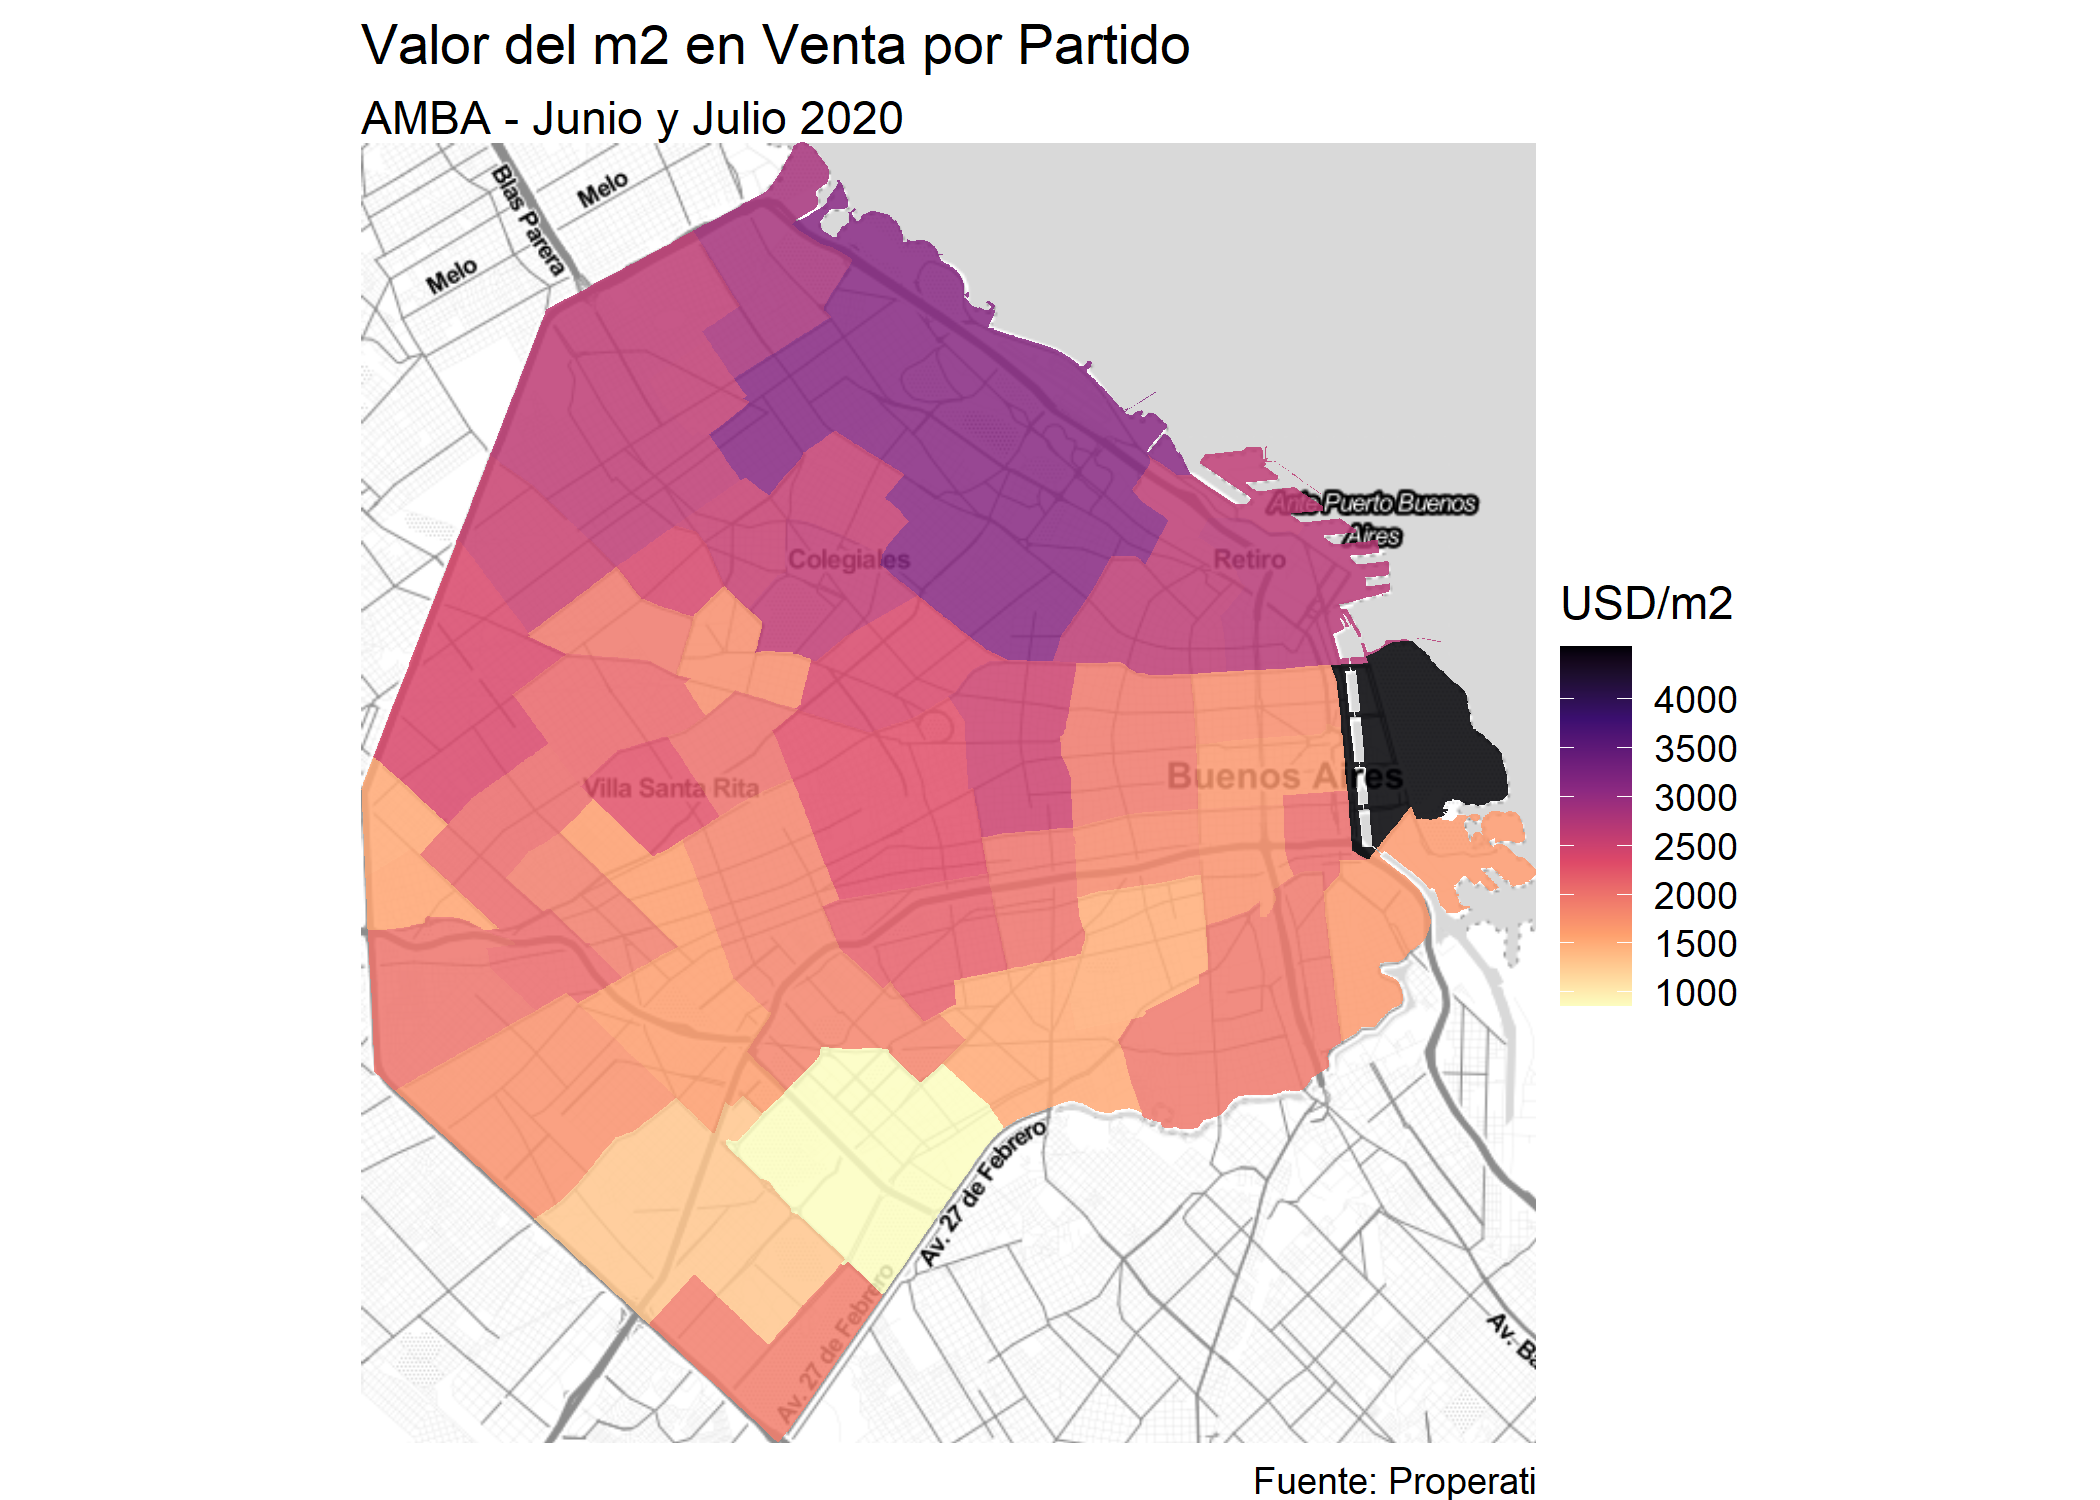 Valor del m2 en Venta por Partido
AMBA - Junio y Julio 2020
Blas Parera
Melo
Melo
Ante Puerto Buenos
Aires
Colegiales
Retiro
Villa Santa Rita
Buenos Aires
Av. 27 de Febrero
Av. 27 de Febrero
Av. Ba
USD/m2
4000
3500
3000
2500
2000
1500
1000
Fuente: Properati